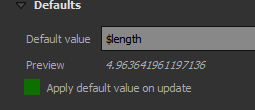 Defaults
Default value $length
Preview 4.963641961197136
Apply default value on update